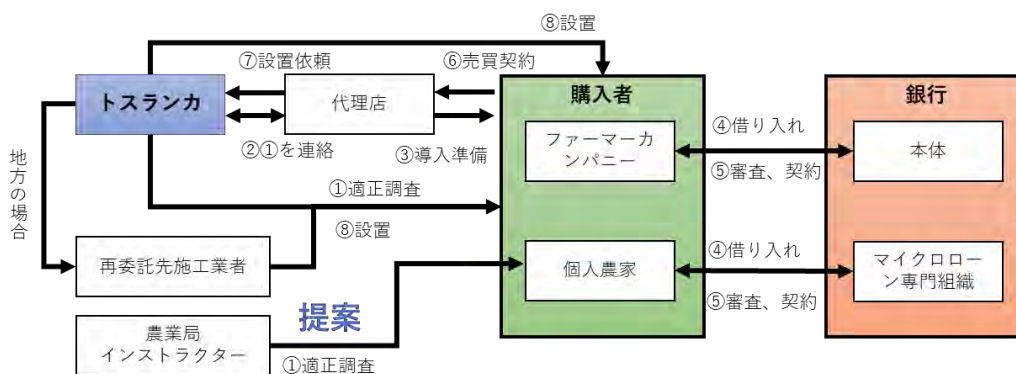 ⑧設置
⑦設置依頼
⑥売買契約
トスランカ
代理店
購入者
銀行
②①を連絡
③導入準備
ファーマーカ
ンパニー
④借り入れ
⑤審査、契約
本体
地方の場合
①適正調査
⑧設置
再委託先施工業者
個人農家
④借り入れ
⑤審査、契約
マイクロロー
ン専門組織
提案
農業局
インストラクター
①適正調査